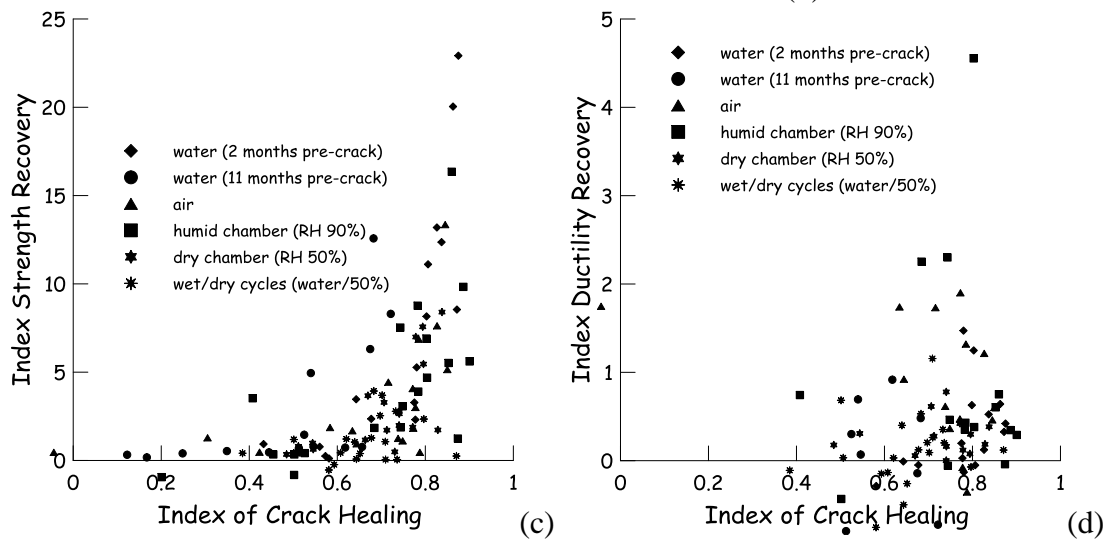 25
20
15
10
5
0
Index Strength Recovery
water (2 months pre-crack)
water (11 months pre-crack)
air
humid chamber (RH 90%)
dry chamber (RH 50%)
wet/dry cycles (water/50%)
0 0.2 0.4 0.6 0.8 1
Index of Crack Healing
(c)
5
4
3
2
1
0
Index Ductility Recovery
water (2 months pre-crack)
water (11 months pre-crack)
air
humid chamber (RH 90%)
dry chamber (RH 50%)
wet/dry cycles (water/50%)
0 0.2 0.4 0.6 0.8 1
Index of Crack Healing
(d)